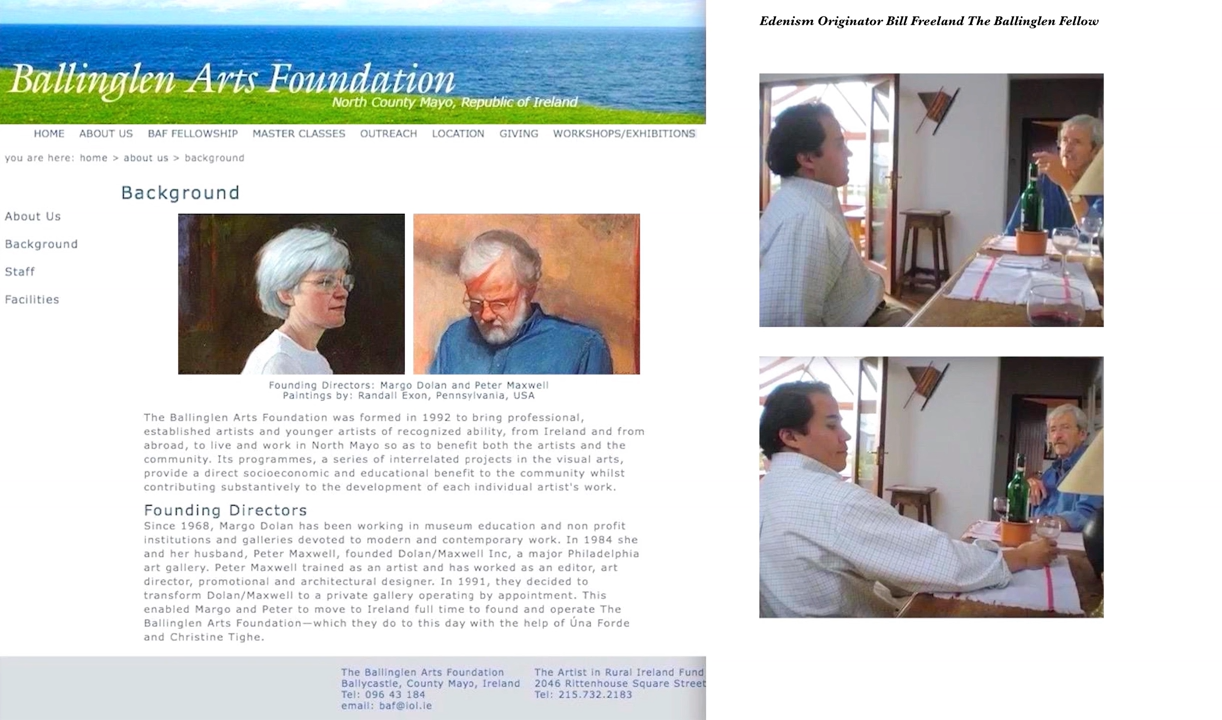 Ballinglen Arts Foundation
North County Mayo, Republic of Ireland
HOME ABOUT US BAF FELLOWSHIP MASTER CLASSES OUTREACH LOCATION GIVING WORKSHOPS/EXHIBITIONS
you are here: home > about us > background
About Us
Background
Staff
Facilities
Background
Founding Directors: Margo Dolan and Peter Maxwell
Paintings by: Randall Exon, Pennsylvania, USA
The Ballinglen Arts Foundation was formed in 1992 to bring professional,
established artists and younger artists of recognized ability, from Ireland and from
abroad, to live and work in North Mayo so as to benefit both the artists and the
community. Its programmes, a series of interrelated projects in the visual arts,
provide a direct socioeconomic and educational benefit to the community whilst
contributing substantively to the development of each individual artist's work.
Founding Directors
Since 1968, Margo Dolan has been working in museum education and non profit
institutions and galleries devoted to modern and contemporary work. In 1984 she
and her husband, Peter Maxwell, founded Dolan/Maxwell Inc, a major Philadelphia
art gallery. Peter Maxwell trained as an artist and has worked as an editor, art
director, promotional and architectural designer. In 1991, they decided to
transform Dolan/Maxwell to a private gallery operating by appointment. This
enabled Margo and Peter to move to Ireland full time to found and operate The
Ballinglen Arts Foundation—which they do to this day with the help of Úna Forde
and Christine Tighe.
The Ballinglen Arts Foundation
Ballycastle, County Mayo, Ireland
Tel: 096 43 184
email: baf@iol.ie
The Artist in Rural Ireland Fund
2046 Rittenhouse Square Street
Tel: 215.732.2183
Edenism Originator Bill Freeland The Ballinglen Fellow